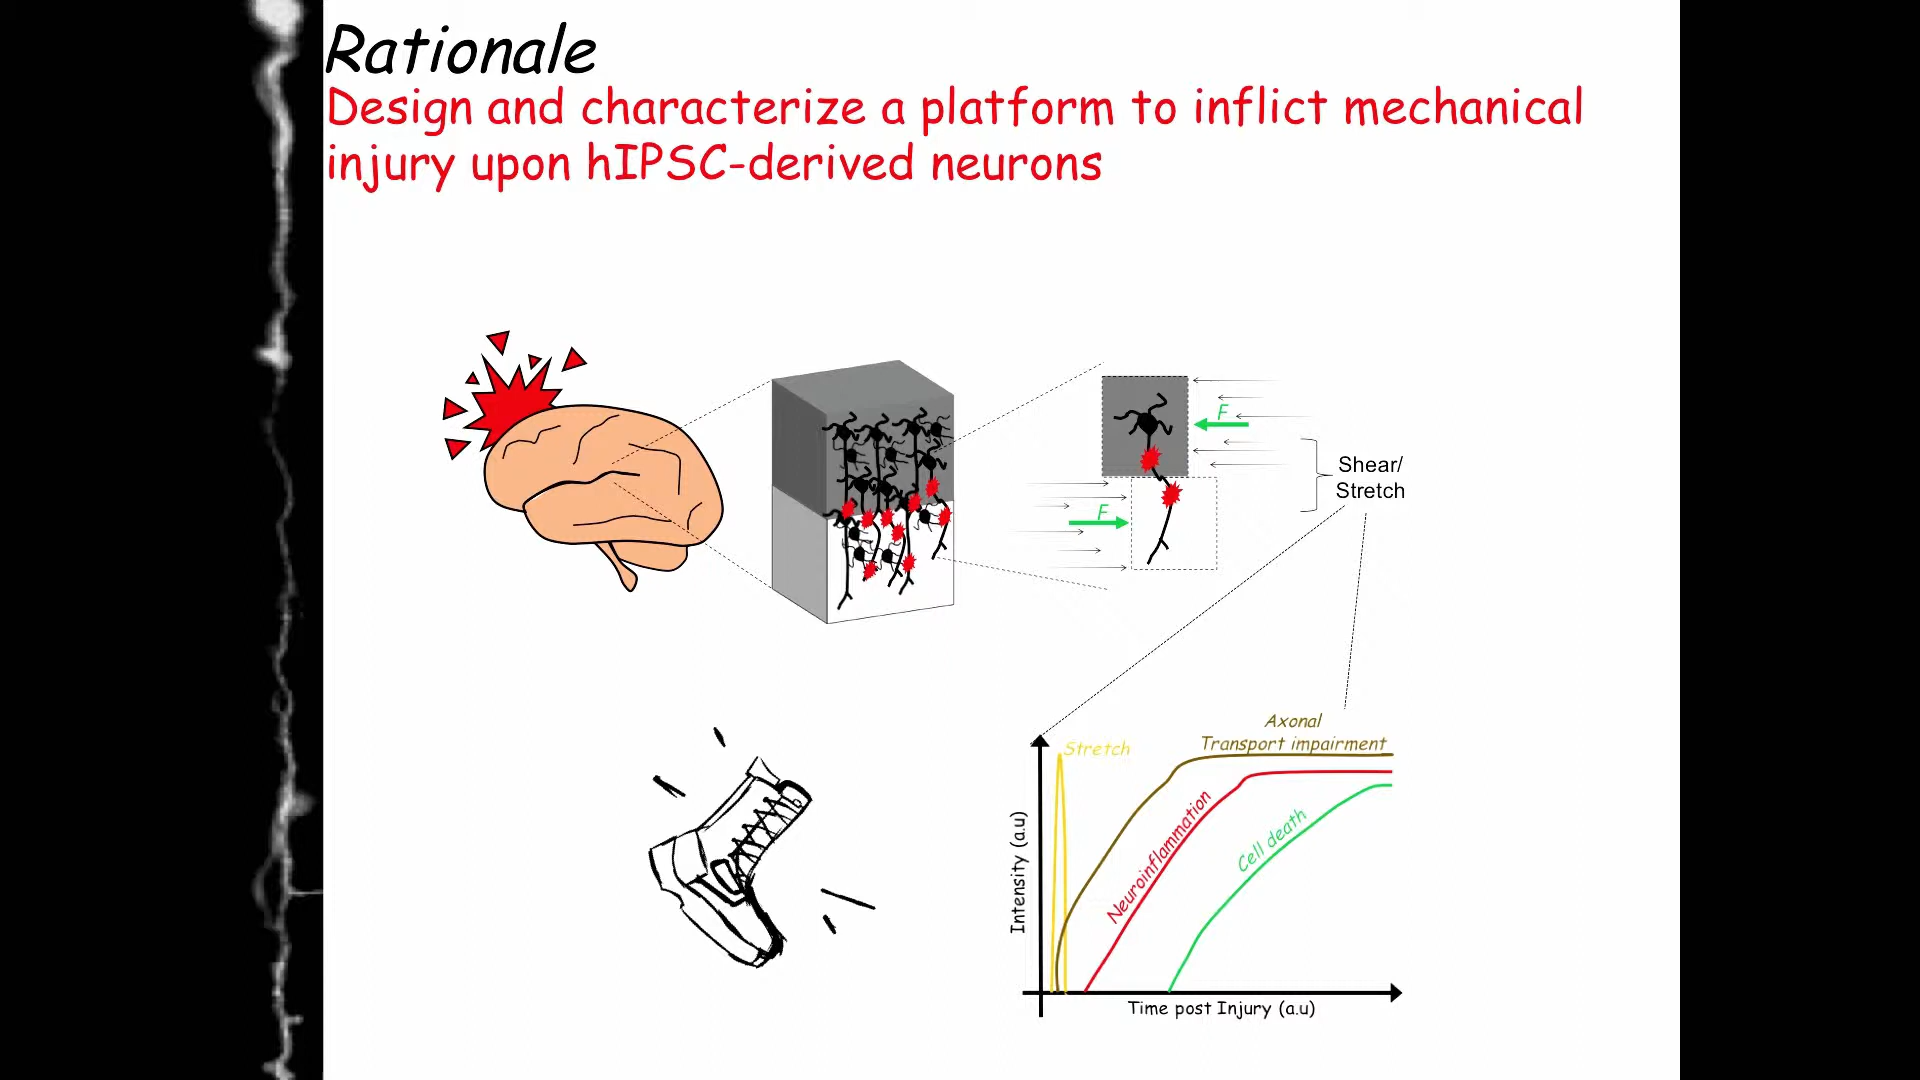 Rationale
Design and characterize a platform to inflict mechanical
injury upon hIPSC-derived neurons
F
F
Shear/
Stretch
Axonal
Transport impairment
Stretch
Neuroinflammation
Cell death
Intensity (a.u)
Time post Injury (a.u)